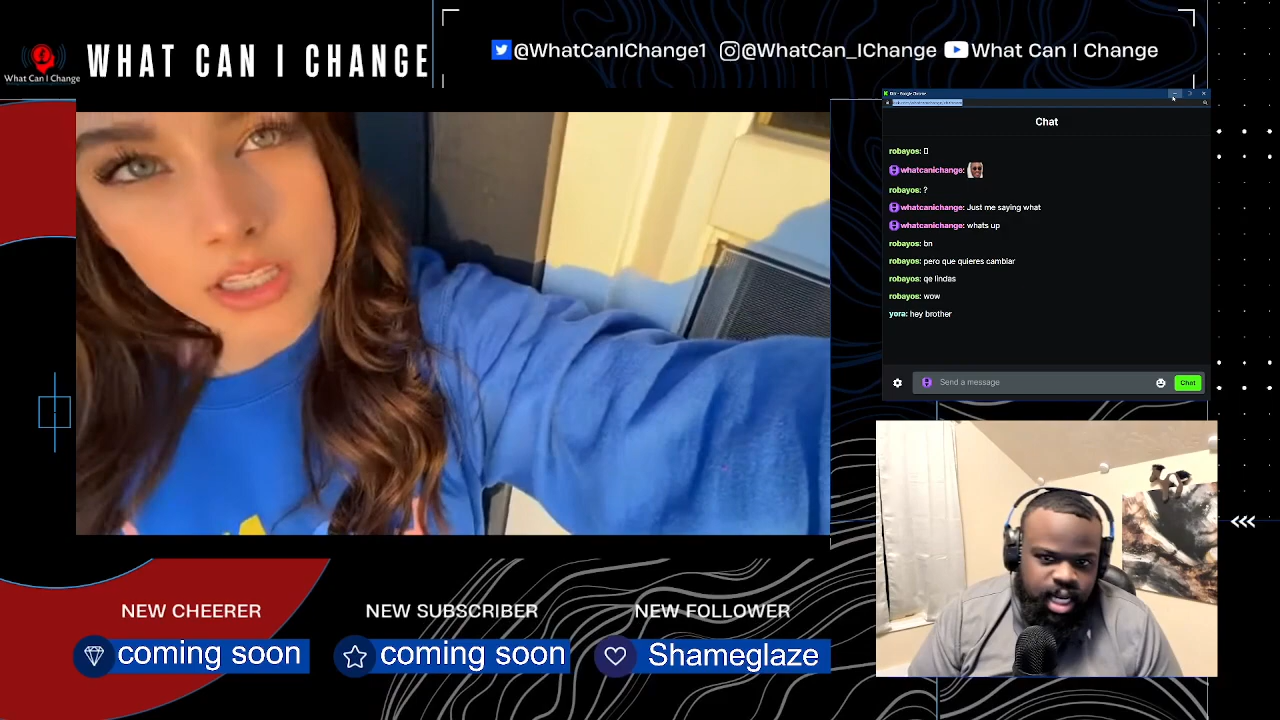 What Can I Change
WHAT CAN I CHANGE
@WhatCanIChange1 @WhatCan_IChange What Can I Change
Chat
robayos:
whatcanichange:
robayos: ?
whatcanichange: Just me saying what
whatcanichange: whats up
robayos: bn
robayos: pero que quieres cambiar
robayos: qe lindas
robayos: wow
yora: hey brother
Send a message
Chat
NEW CHEERER
coming soon
NEW SUBSCRIBER
coming soon
NEW FOLLOWER
Shameglaze